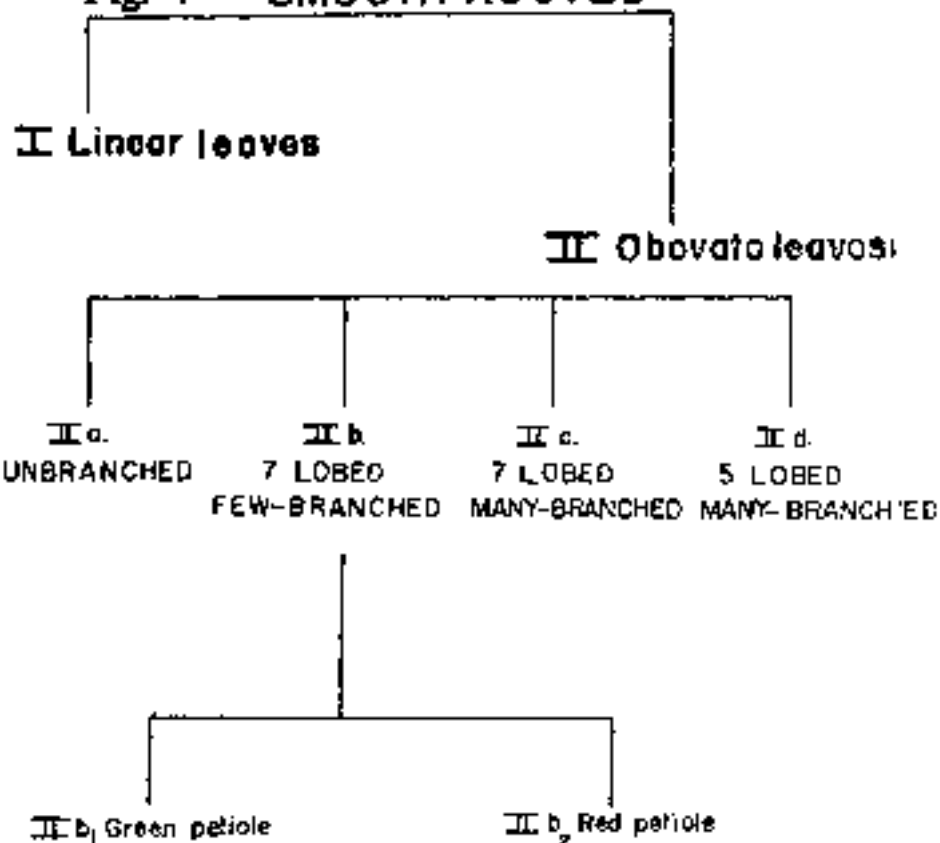 I Linear leaves
II Obovate leaves
II a.
UNBRANCHED
II b.
7 LOBED
FEW-BRANCHED
II c.
7 LOBED
MANY-BRANCHED
II d.
5 LOBED
MANY-BRANCHED
II b₁ Green petiole
II b₂ Red petiole